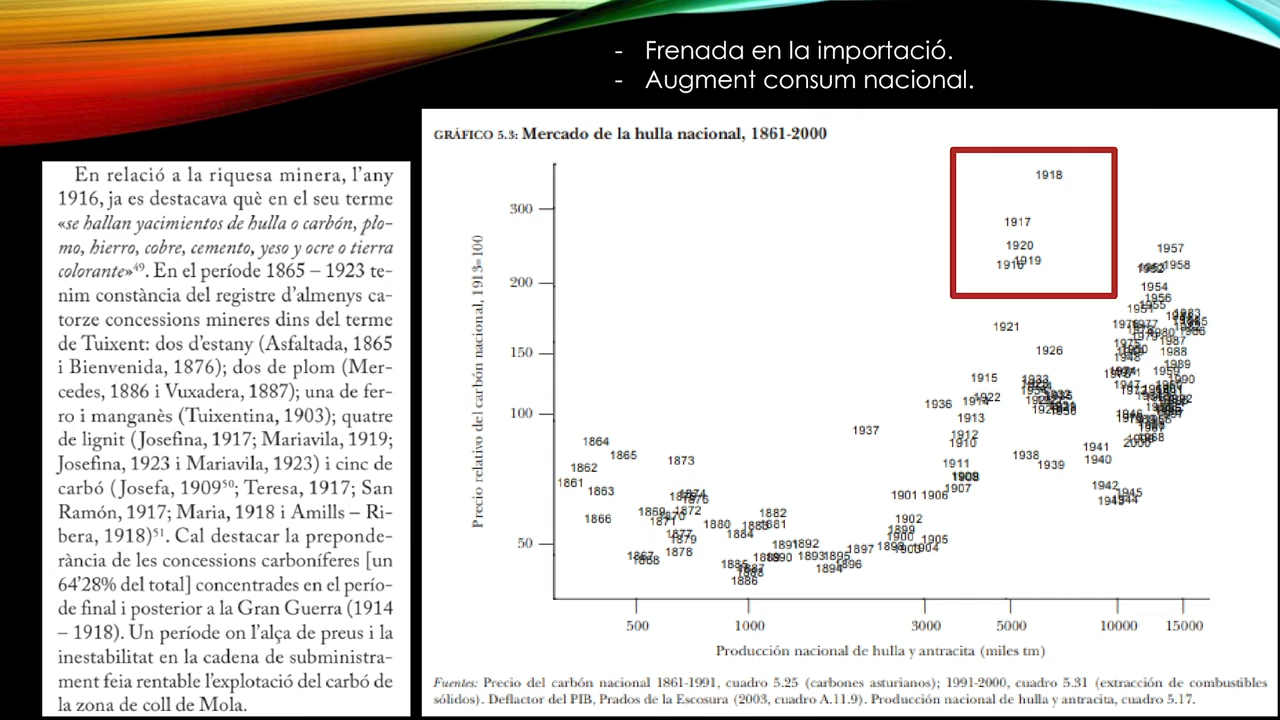 - Frenada en la importació.
- Augment consum nacional.
En relació a la riquesa minera, l'any
1916, ja es destacava què en el seu terme
«se hallan yacimientos de hulla o carbón, plo-
mo, hierro, cobre, cemento, yeso y ocre o tierra
colorante»⁴⁹. En el període 1865 – 1923 te-
nim constància del registre d'almenys ca-
torze concessions mineres dins del terme
de Tuixent: dos d'estany (Asfaltada, 1865
i Bienvenida, 1876); dos de plom (Mer-
cedes, 1886 i Vuxadera, 1887); una de fer-
ro i manganès (Tuixentina, 1903); quatre
de lignit (Josefina, 1917; Mariavila, 1919;
Josefina, 1923 i Mariavila, 1923) i cinc de
carbó (Josefa, 1909⁵⁰; Teresa, 1917; San
Ramón, 1917; Maria, 1918 i Amills – Ri-
bera, 1918)⁵¹. Cal destacar la preponde-
rància de les concessions carboníferes [un
64'28% del total] concentrades en el perío-
de final i posterior a la Gran Guerra (1914
– 1918). Un període on l'alça de preus i la
inestabilitat en la cadena de subministra-
ment feia rentable l'explotació del carbó de
la zona de coll de Mola.
GRÁFICO 5.3: Mercado de la hulla nacional, 1861-2000
Precio relativo del carbón nacional, 1913=100
300
200
150
100
50
1918
1917
1920
1919
1916
1957
1958
1952
1954
1956
1955
1951
1921
1926
1915
1922
1914
1936
1913
1937
1912
1910
1911
1938
1939
1941
1940
1942
1945
1944
1943
1907
1908
1901 1906
1902
1899
1900
1905
1904
1864
1865
1862
1861
1863
1866
1873
1874
1869
1870
1872
1871
1877
1879
1878
1867
1868
1880
1882
1881
1884
1885
1887
1886
1890
1892
1893
1895
1894
1896
1897
1987
1988
1989
1990
500 1000 3000 5000 10000 15000
Producción nacional de hulla y antracita (miles tm)
Fuentes: Precio del carbón nacional 1861-1991, cuadro 5.25 (carbones asturianos); 1991-2000, cuadro 5.31 (extracción de combustibles
sólidos). Deflactor del PIB, Prados de la Escosura (2003, cuadro A.11.9). Producción nacional de hulla y antracita, cuadro 5.17.